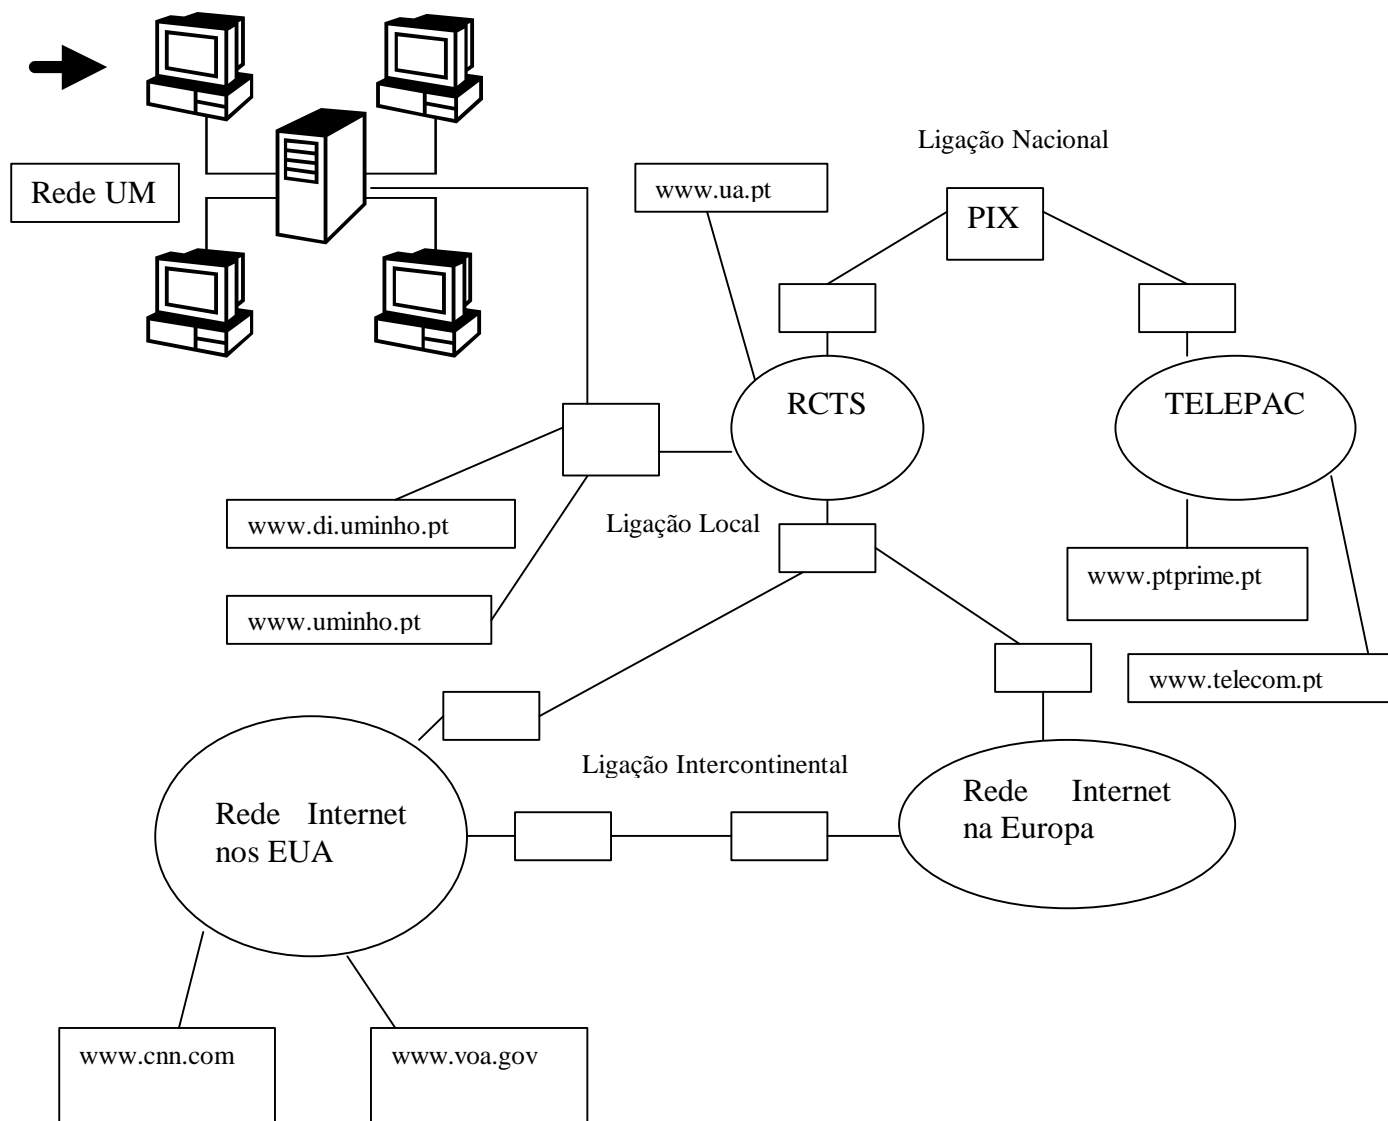 Ligação Nacional
Rede UM
www.ua.pt
PIX
RCTS
TELEPAC
www.di.uminho.pt
Ligação Local
www.ptprime.pt
www.uminho.pt
www.telecom.pt
Ligação Intercontinental
Rede Internet
na Europa
Rede Internet
nos EUA
www.cnn.com
www.voa.gov